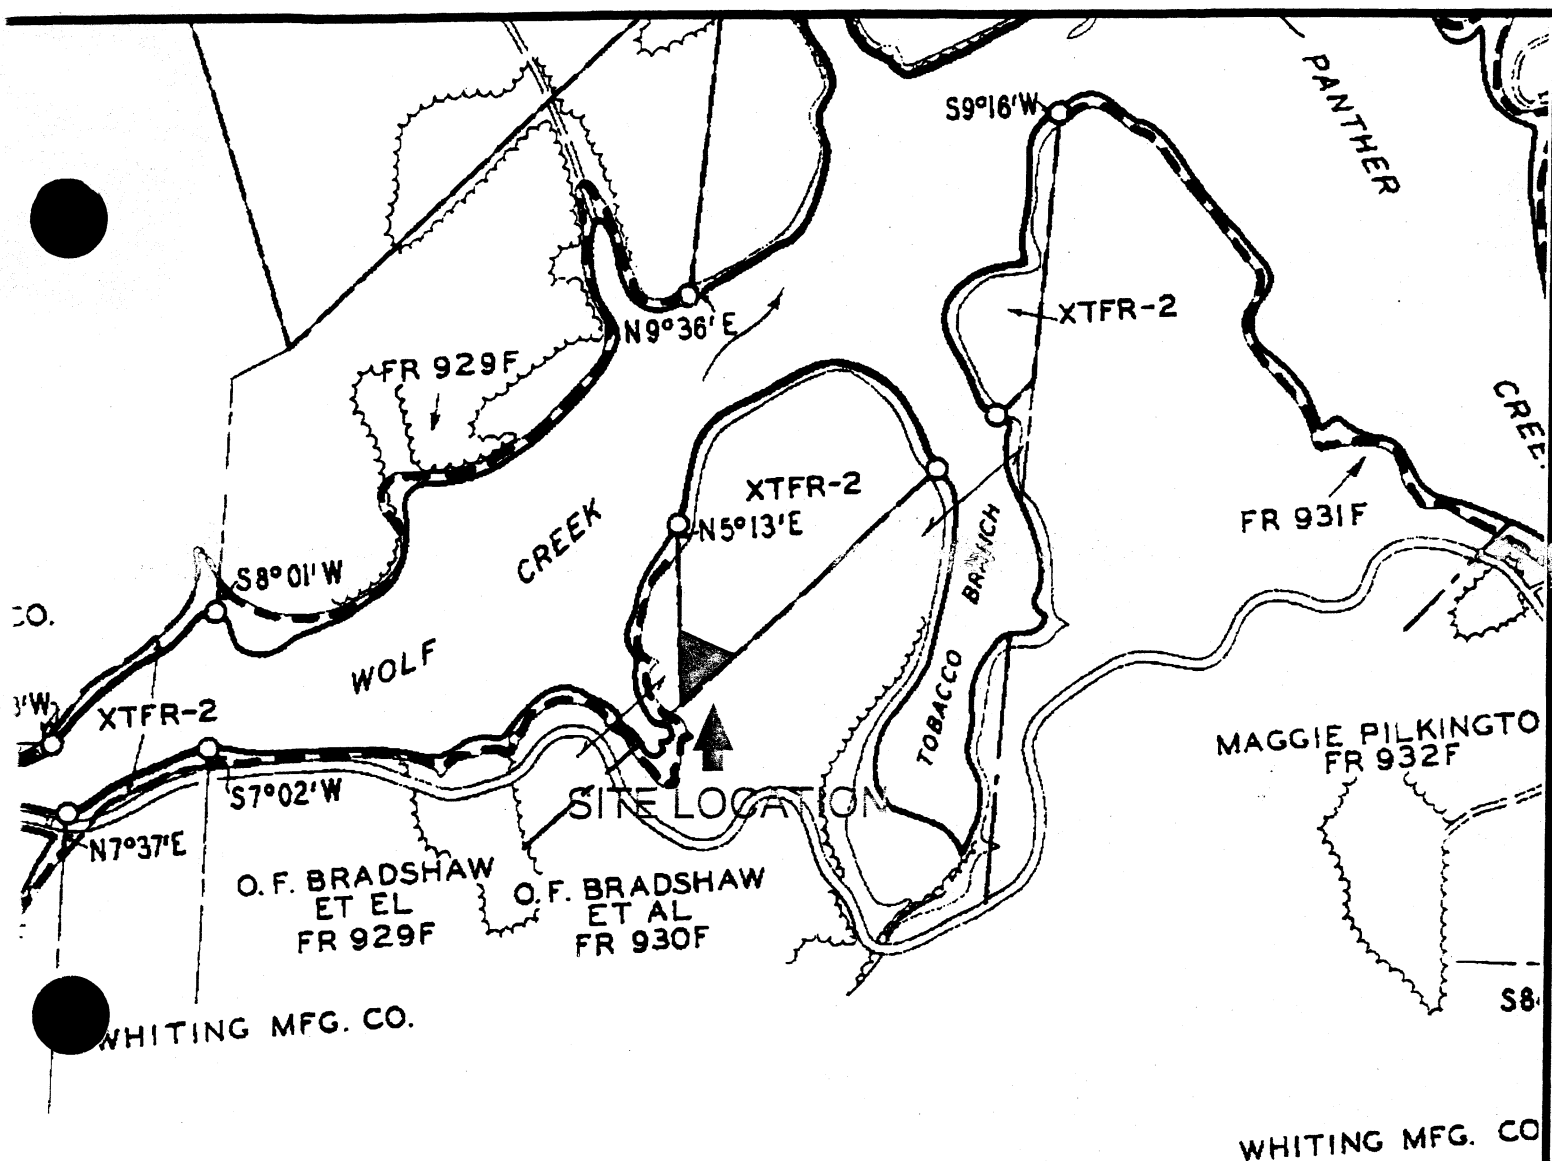 PANTHER
S9°16'W
XTFR-2
N9°36'E
FR 929F
CREE
XTFR-2
FR 931F
N5°13'E
CREEK
S8°01'W
CO.
WOLF
BRANCH
TOBACCO
'W
XTFR-2
MAGGIE PILKINGTO
FR 932F
S7°02'W
SITE LOCATION
N7°37'E
O. F. BRADSHAW
ET EL
FR 929F
O. F. BRADSHAW
ET AL
FR 930F
S8
WHITING MFG. CO.
WHITING MFG. CO